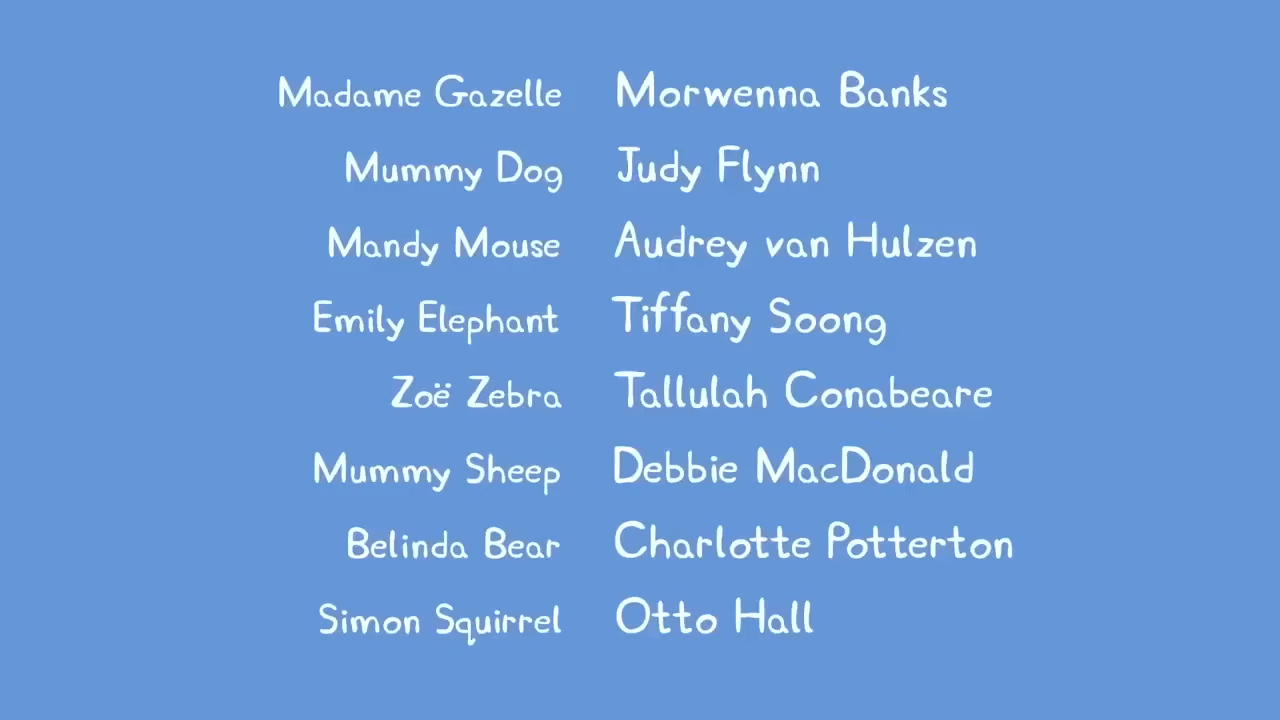 Madame Gazelle Morwenna Banks
Mummy Dog Judy Flynn
Mandy Mouse Audrey van Hulzen
Emily Elephant Tiffany Soong
Zoë Zebra Tallulah Conabeare
Mummy Sheep Debbie MacDonald
Belinda Bear Charlotte Potterton
Simon Squirrel Otto Hall